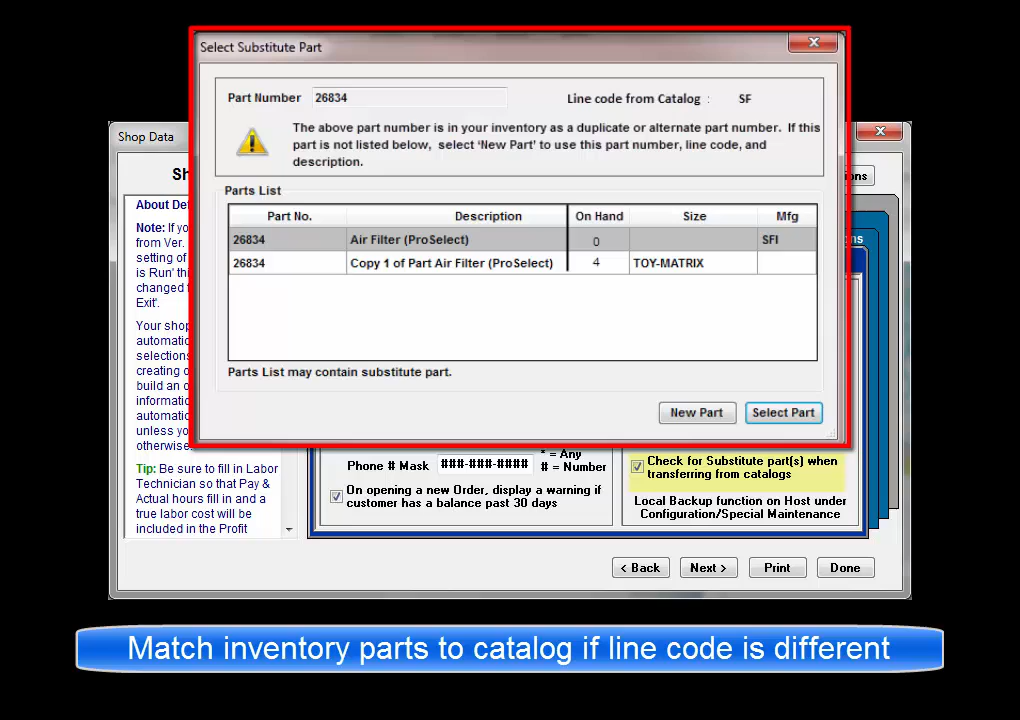 Select Substitute Part
Part Number 26834 Line code from Catalog : SF
The above part number is in your inventory as a duplicate or alternate part number. If this
part is not listed below, select 'New Part' to use this part number, line code, and
description.
Parts List
Part No. Description On Hand Size Mfg
26834 Air Filter (ProSelect) 0 SFI
26834 Copy 1 of Part Air Filter (ProSelect) 4 TOY-MATRIX
Parts List may contain substitute part.
New Part Select Part
Shop Data
Sh
ons
About De
Note: If yo
from Ver.
setting of
is Run' thi
changed
Exit'.
ns
Your shop
automatic
selections
creating o
build an o
information
automatic
unless yo
otherwise
Tip: Be sure to fill in Labor
Technician so that Pay &
Actual hours fill in and a
true labor cost will be
included in the Profit
Phone # Mask ###-###-#### * = Any
# = Number
On opening a new Order, display a warning if
customer has a balance past 30 days
Check for Substitute part(s) when
transferring from catalogs
Local Backup function on Host under
Configuration/Special Maintenance
< Back Next > Print Done
Match inventory parts to catalog if line code is different